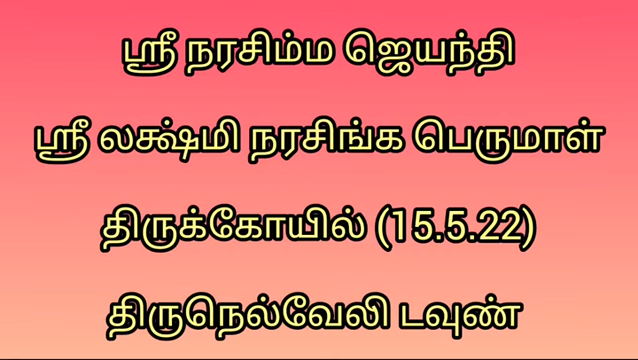 ஸ்ரீ நரசிம்ம ஜெயந்தி
ஸ்ரீ லக்ஷ்மி நரசிங்க பெருமாள்
திருக்கோயில் (15.5.22)
திருநெல்வேலி டவுண்